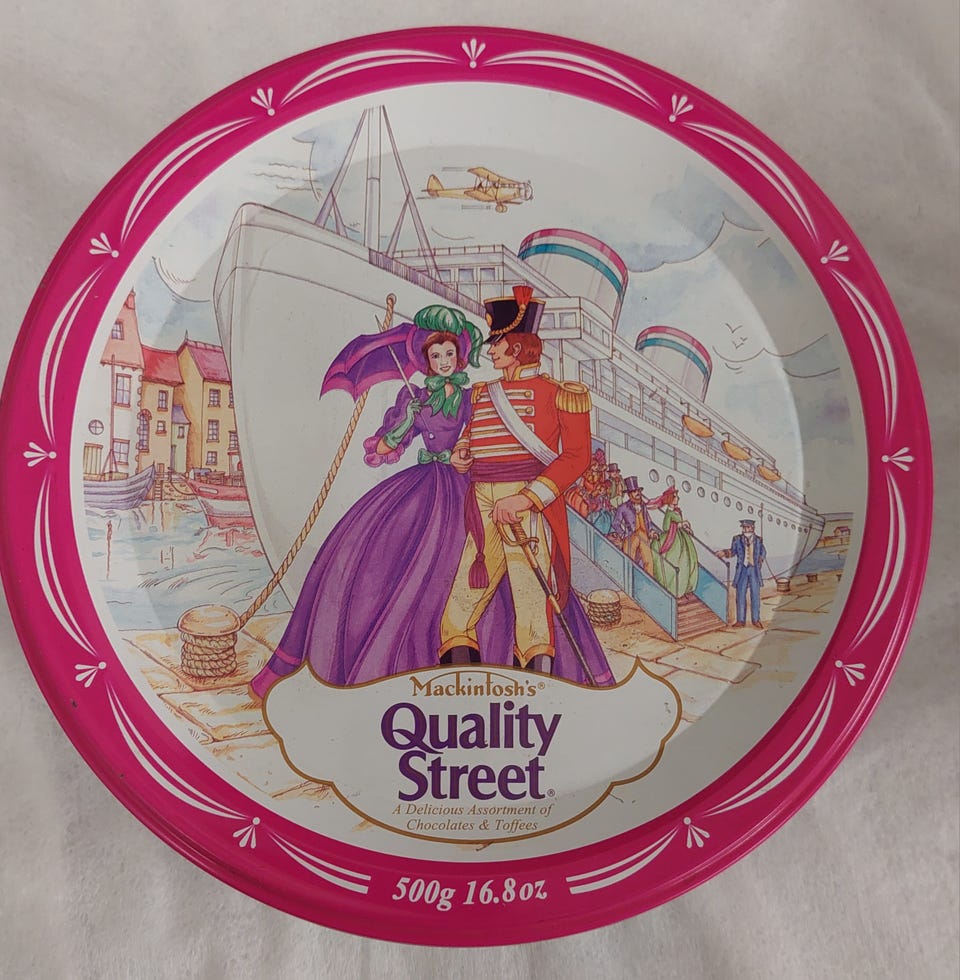 Mackintosh's®
Quality
Street®
A Delicious Assortment of
Chocolates & Toffees
500g 16.8oz